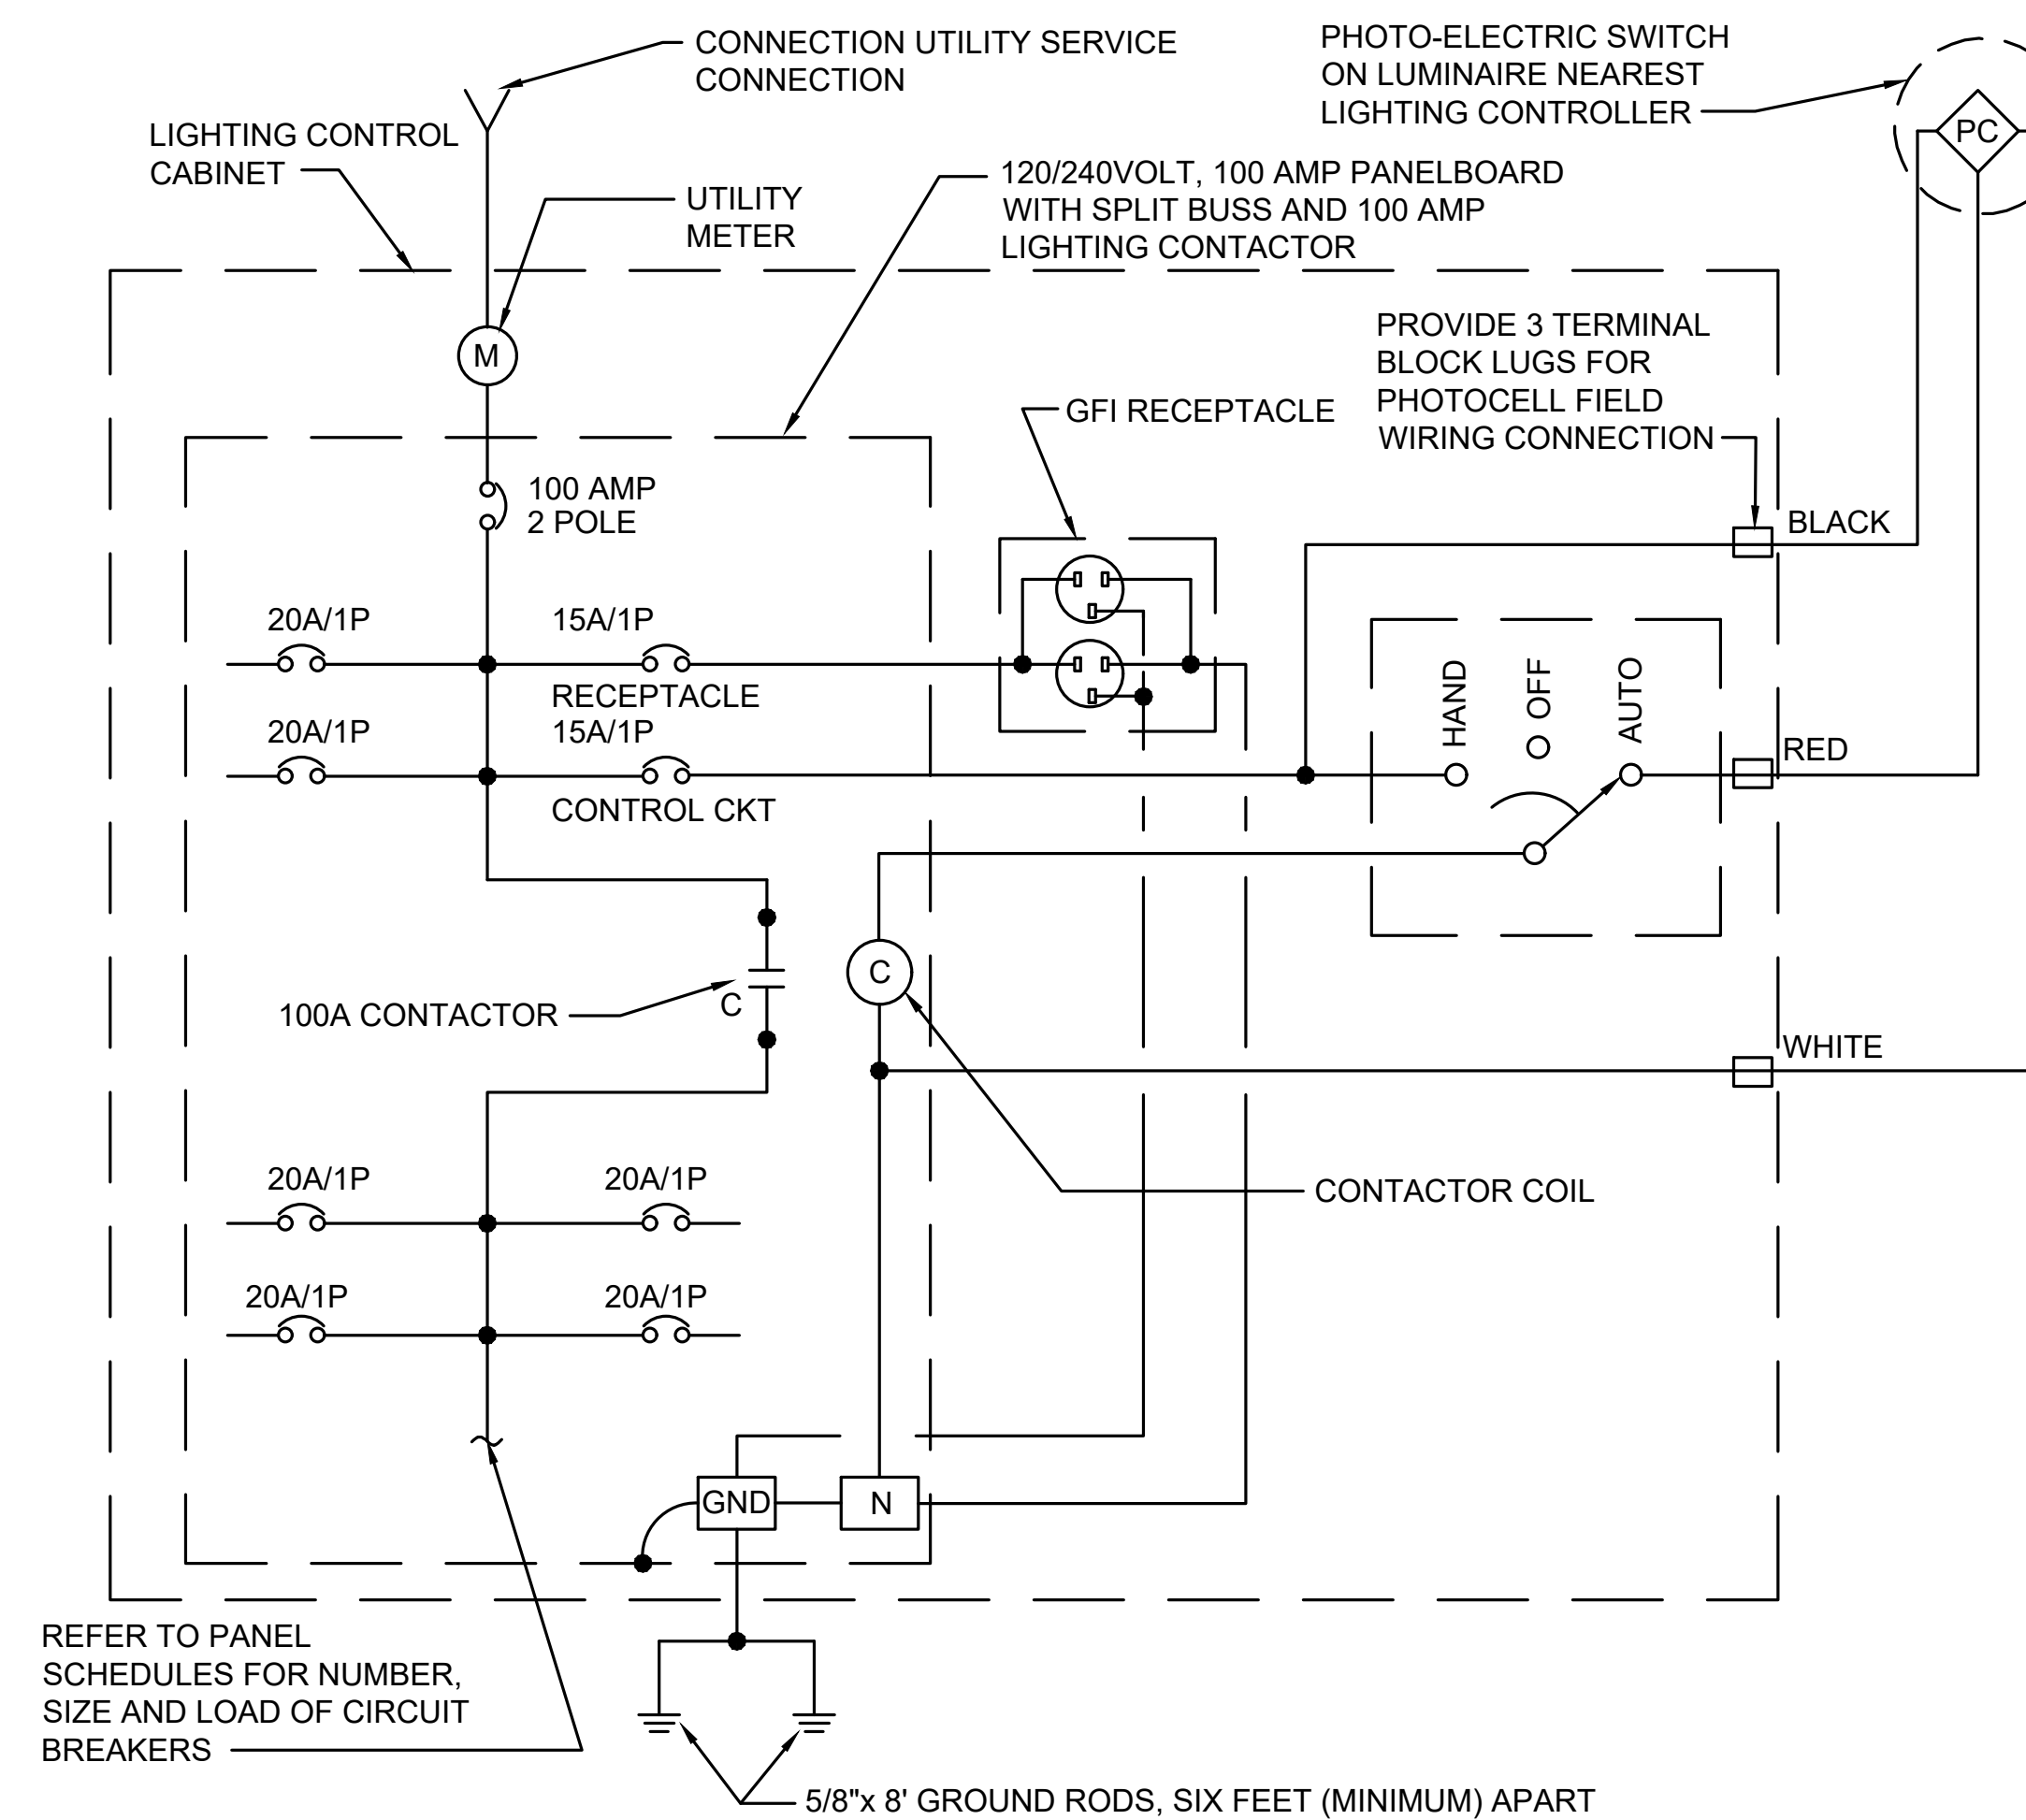 CONNECTION UTILITY SERVICE
CONNECTION
PHOTO-ELECTRIC SWITCH
ON LUMINAIRE NEAREST
LIGHTING CONTROLLER
PC
LIGHTING CONTROL
CABINET
UTILITY
METER
120/240VOLT, 100 AMP PANELBOARD
WITH SPLIT BUSS AND 100 AMP
LIGHTING CONTACTOR
M
PROVIDE 3 TERMINAL
BLOCK LUGS FOR
PHOTOCELL FIELD
WIRING CONNECTION
GFI RECEPTACLE
100 AMP
2 POLE
BLACK
20A/1P
15A/1P
RECEPTACLE
20A/1P
15A/1P
CONTROL CKT
HAND
OFF
AUTO
RED
C
100A CONTACTOR
C
WHITE
20A/1P
20A/1P
CONTACTOR COIL
20A/1P
20A/1P
GND
N
REFER TO PANEL
SCHEDULES FOR NUMBER,
SIZE AND LOAD OF CIRCUIT
BREAKERS
5/8"x 8' GROUND RODS, SIX FEET (MINIMUM) APART